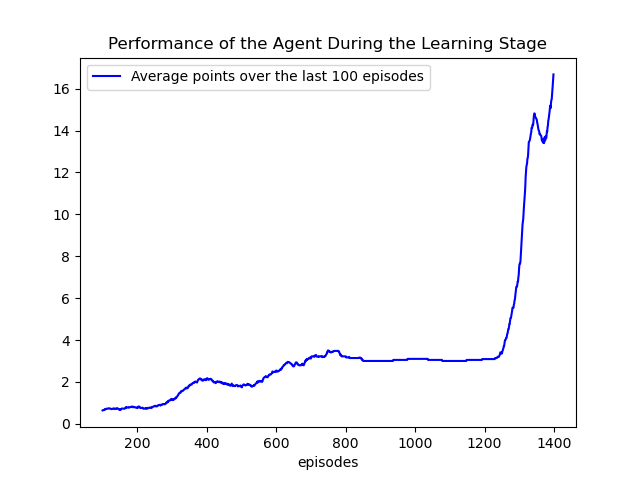 Performance of the Agent During the Learning Stage
Average points over the last 100 episodes
16
14
12
10
8
6
4
2
0
200 400 600 800 1000 1200 1400
episodes